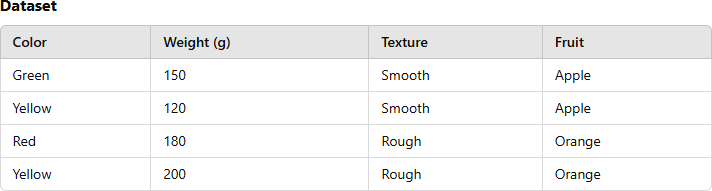 Dataset
Color Weight (g) Texture Fruit
Green 150 Smooth Apple
Yellow 120 Smooth Apple
Red 180 Rough Orange
Yellow 200 Rough Orange